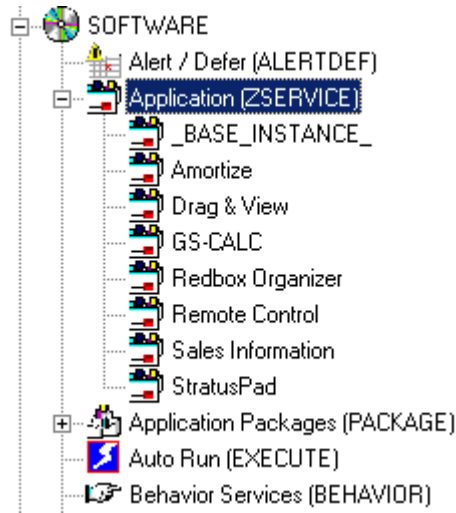 SOFTWARE
Alert / Defer (ALERTDEF)
Application (ZSERVICE)
_BASE_INSTANCE_
Amortize
Drag & View
GS-CALC
Redbox Organizer
Remote Control
Sales Information
StratusPad
Application Packages (PACKAGE)
Auto Run (EXECUTE)
Behavior Services (BEHAVIOR)